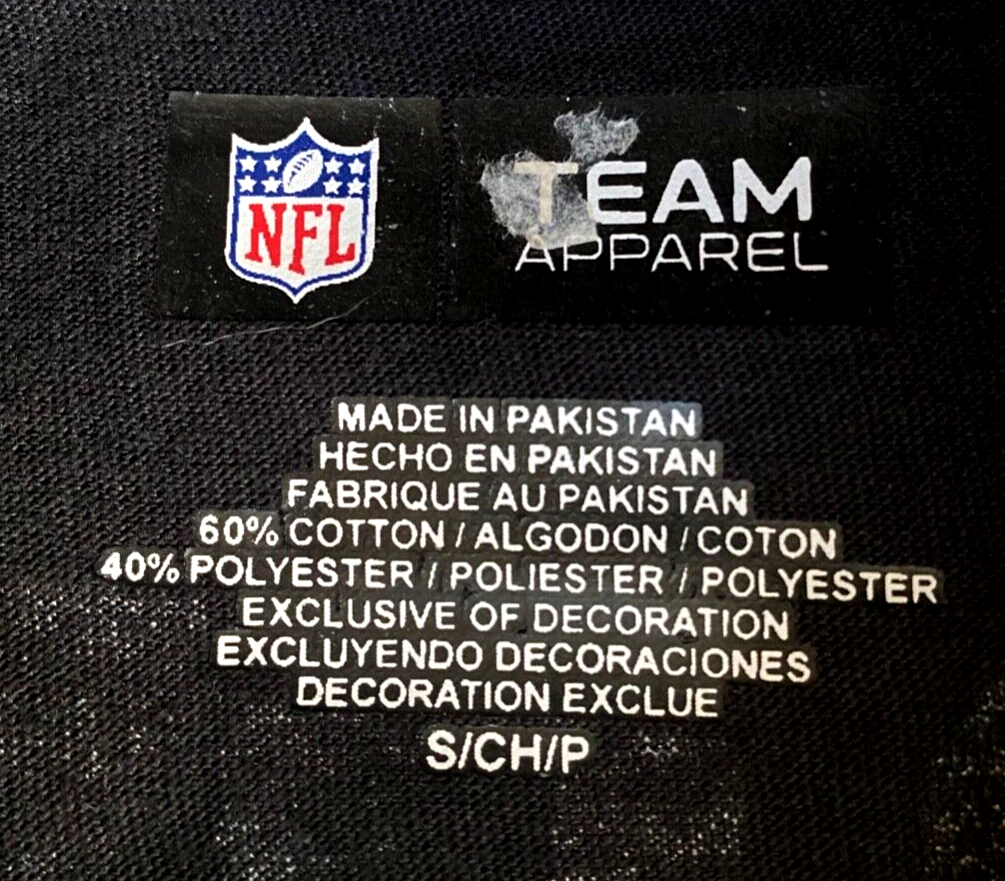 NFL
TEAM
APPAREL
MADE IN PAKISTAN
HECHO EN PAKISTAN
FABRIQUE AU PAKISTAN
60% COTTON / ALGODON / COTON
40% POLYESTER / POLIESTER / POLYESTER
EXCLUSIVE OF DECORATION
EXCLUYENDO DECORACIONES
DECORATION EXCLUE
S/CH/P